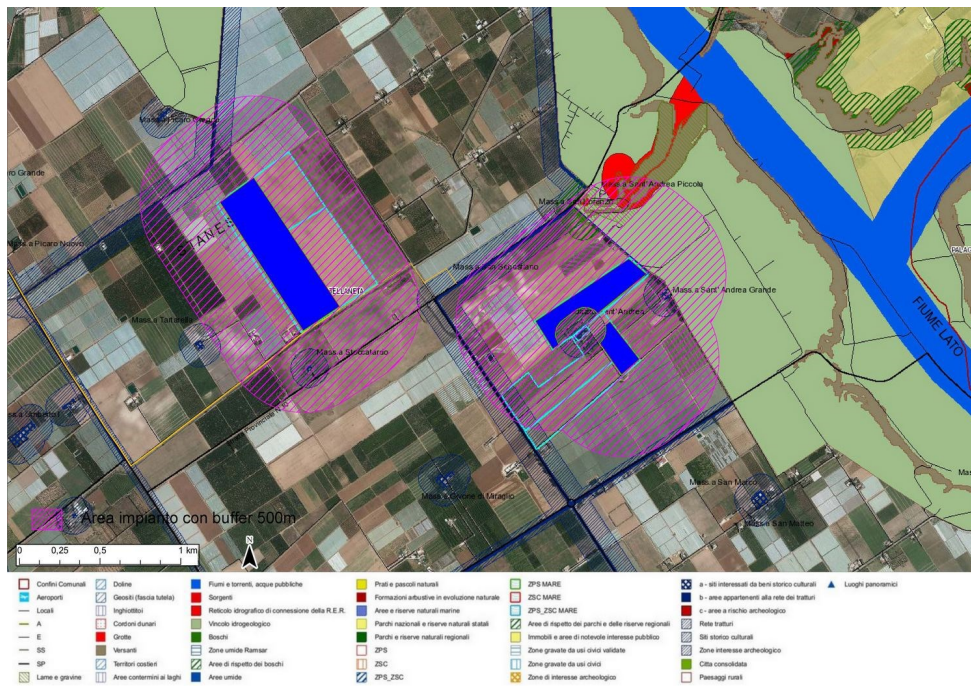 Mass.a Sant'Andrea Piccola
Mass.a San Lorenzo
Mass.a Picaro Nuovo
Mass.a San Sebastiano
TELLANETA
Mass.a Sant' Andrea Grande
FIUME LATO
Mass.a Tartanella
Mass.a Stoccatarso
Mass.a Girone di Miraglio
Mass.a San Marco
Mass.a San Matteo
Area impianto con buffer 500m
0 0,25 0,5 1 km
N
Confini Comunali
Aeroporti
Locali
A
E
SS
SP
Lame e gravine
Doline
Geositi (fascia tutela)
Inghiottitoi
Cordoni dunari
Grotte
Versanti
Territori costieri
Aree contermini ai laghi
Fiumi e torrenti, acque pubbliche
Sorgenti
Reticolo idrografico di connessione della R.E.R.
Vincolo idrogeologico
Boschi
Zone umide Ramsar
Aree di rispetto dei boschi
Aree umide
Prati e pascoli naturali
Formazioni arbustive in evoluzione naturale
Aree e riserve naturali marine
Parchi nazionali e riserve naturali statali
Parchi e riserve naturali regionali
ZPS
ZSC
ZPS_ZSC
ZPS MARE
ZSC MARE
ZPS_ZSC MARE
Aree di rispetto dei parchi e delle riserve regionali
Immobili e aree di notevole interesse pubblico
Zone gravate da usi civici validate
Zone gravate da usi civici
Zone di interesse archeologico
a - siti interessati da beni storico culturali
b - aree appartenenti alla rete dei tratturi
c - aree a rischio archeologico
Rete tratturi
Siti storico culturali
Zone interesse archeologico
Citta consolidata
Paesaggi rurali
Luoghi panoramici